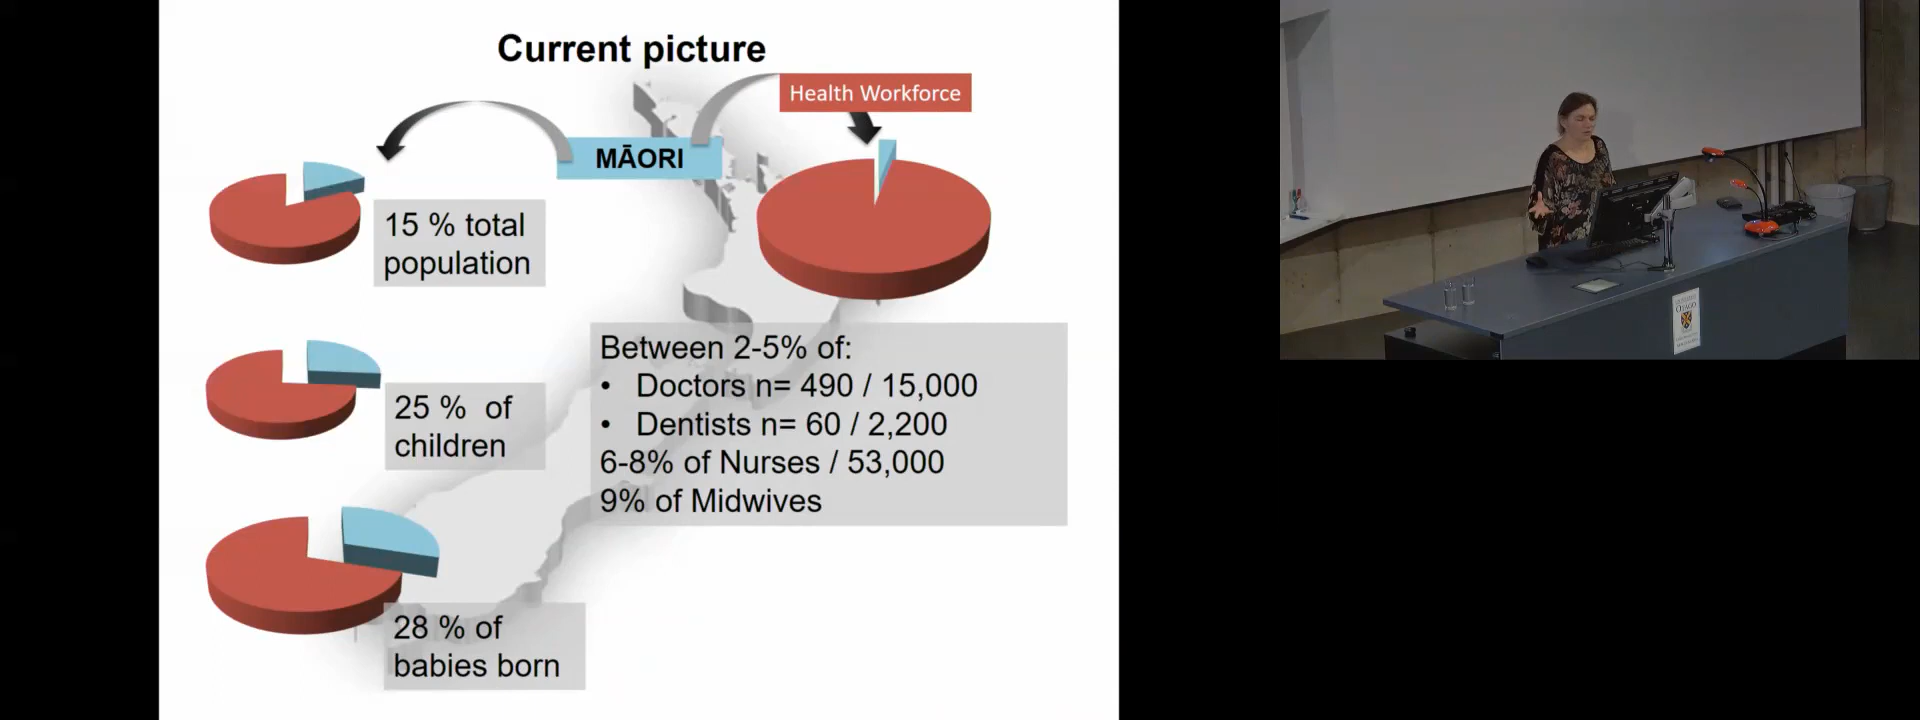 Current picture
Health Workforce
MĀORI
15 % total
population
25 % of
children
28 % of
babies born
Between 2-5% of:
• Doctors n= 490 / 15,000
• Dentists n= 60 / 2,200
6-8% of Nurses / 53,000
9% of Midwives
OTAGO